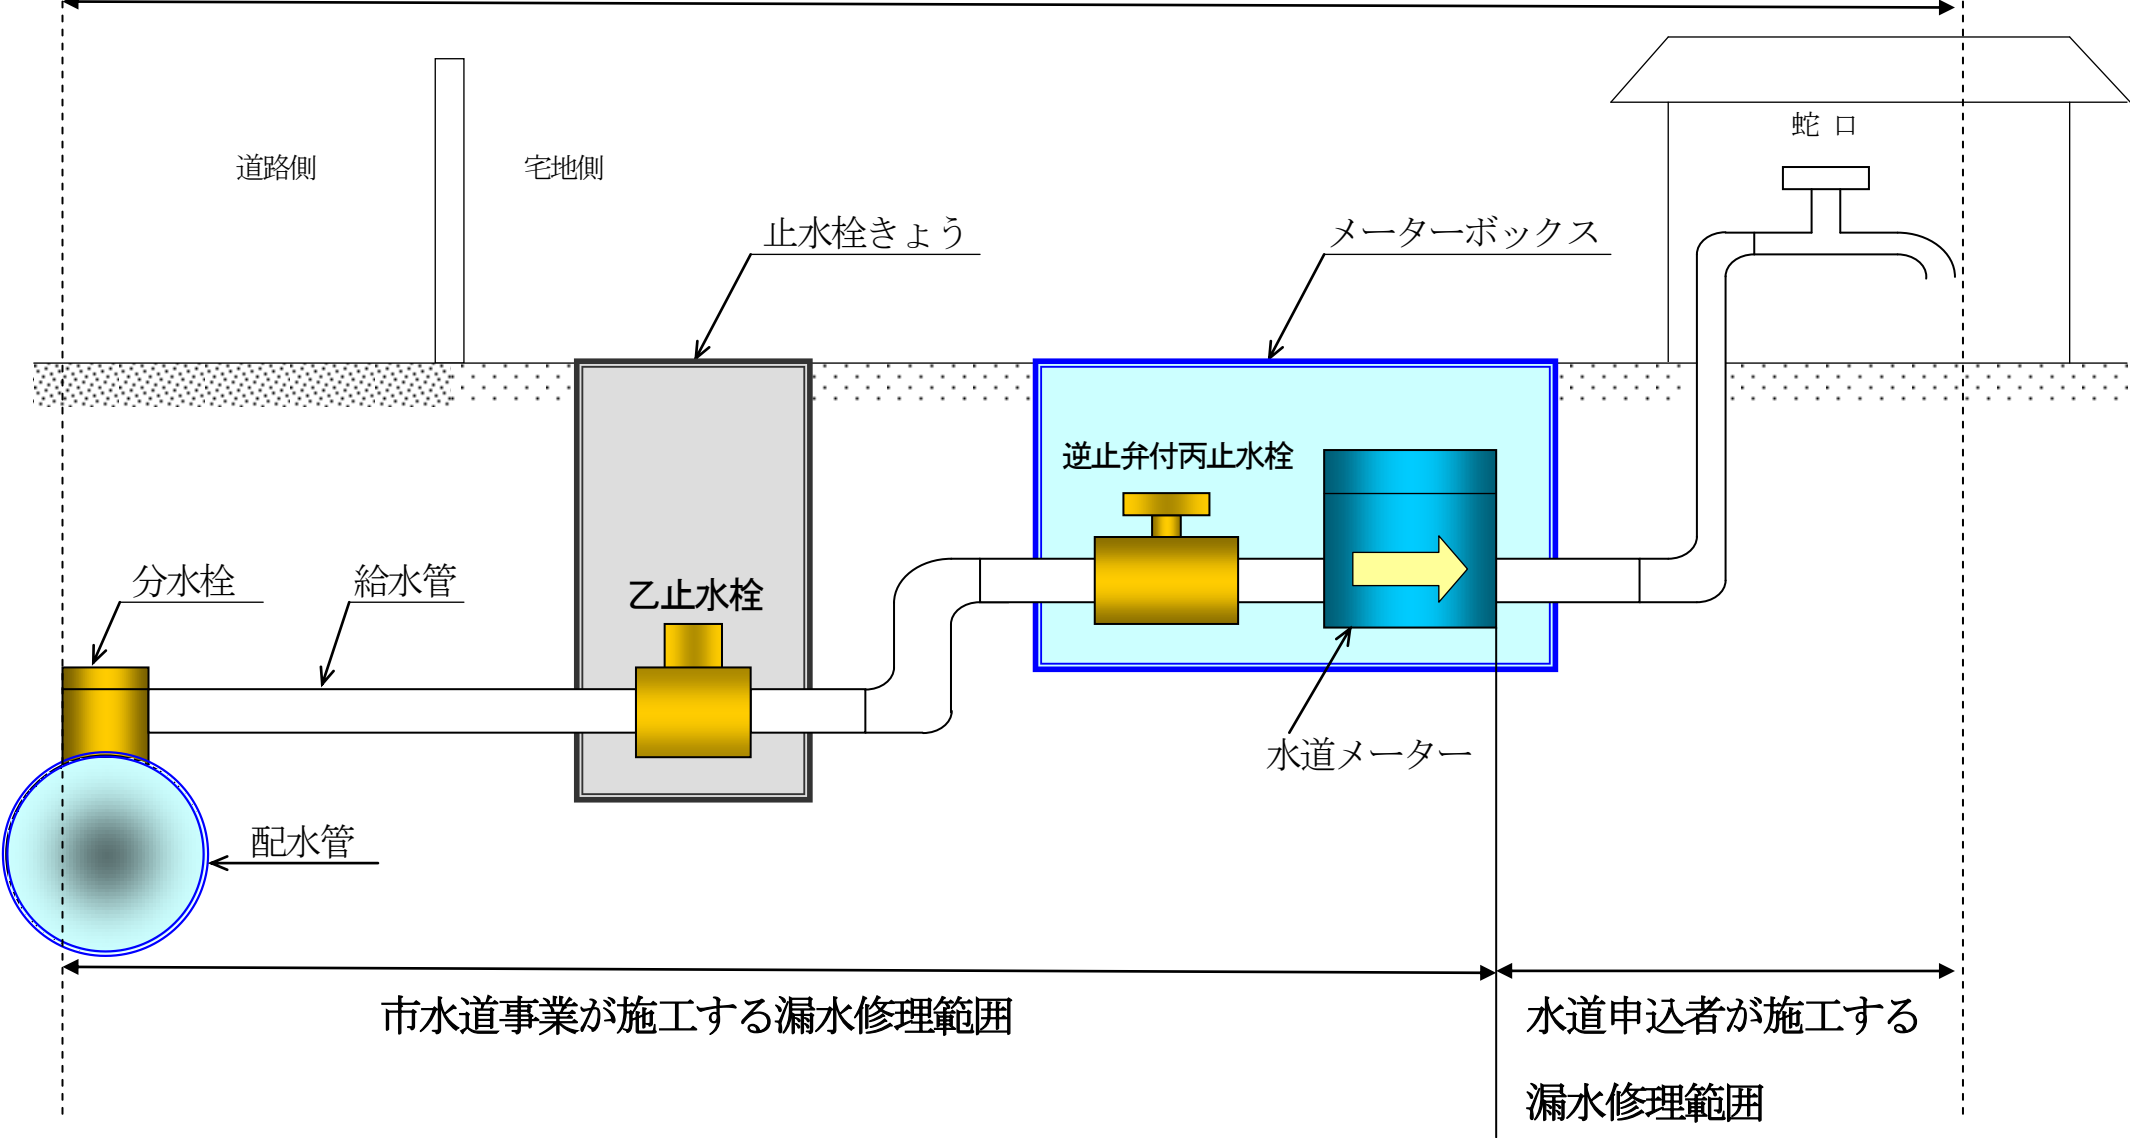 蛇 口
道路側
宅地側
止水栓きょう
メーターボックス
逆止弁付丙止水栓
分水栓
給水管
乙止水栓
水道メーター
配水管
市水道事業が施工する漏水修理範囲
水道申込者が施工する
漏水修理範囲